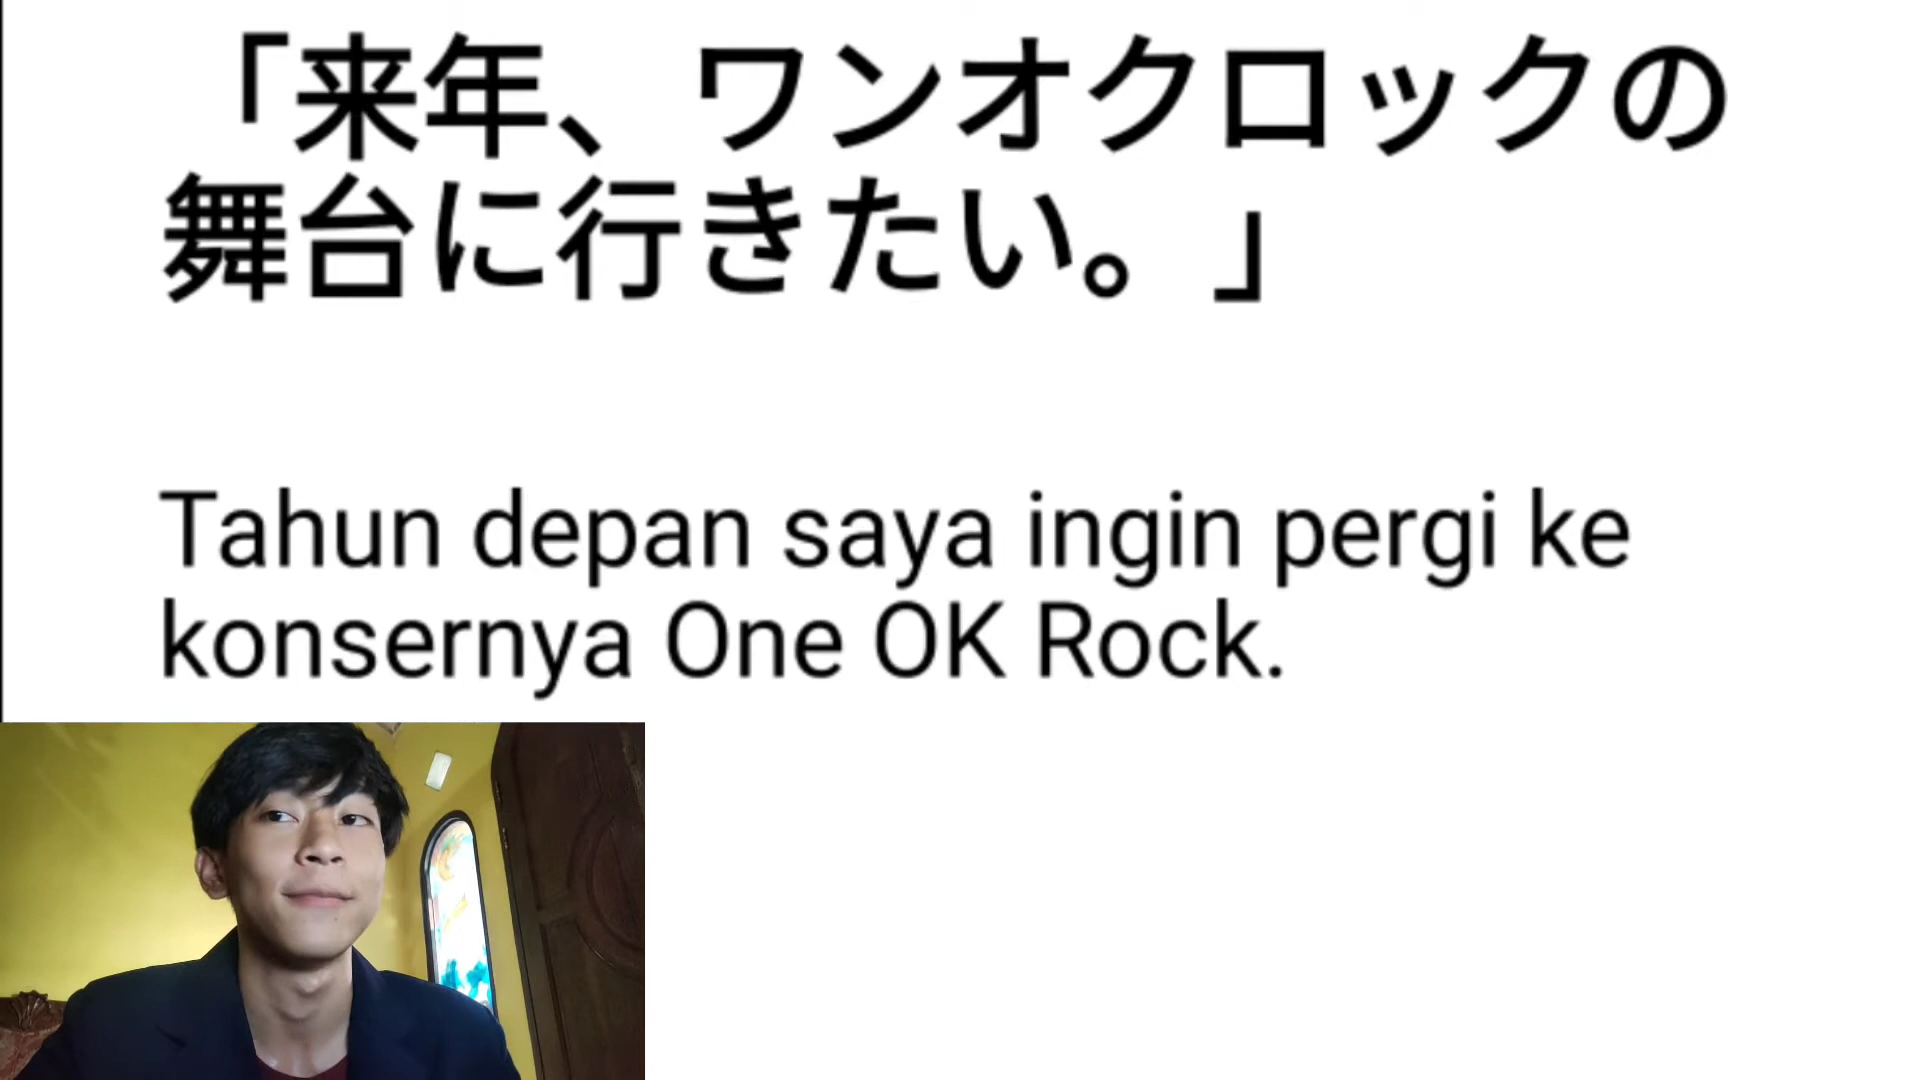 「来年、ワンオクロックの
舞台に行きたい。」
Tahun depan saya ingin pergi ke
konsernya One OK Rock.